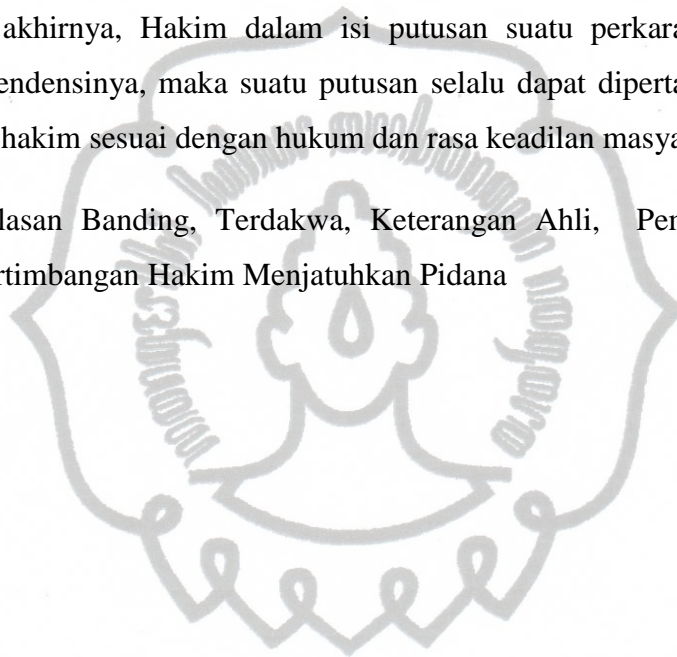 akhirnya, Hakim dalam isi putusan suatu perkara
endensinya, maka suatu putusan selalu dapat diperta
hakim sesuai dengan hukum dan rasa keadilan masya
lasan Banding, Terdakwa, Keterangan Ahli, Pen
rtimbangan Hakim Menjatuhkan Pidana